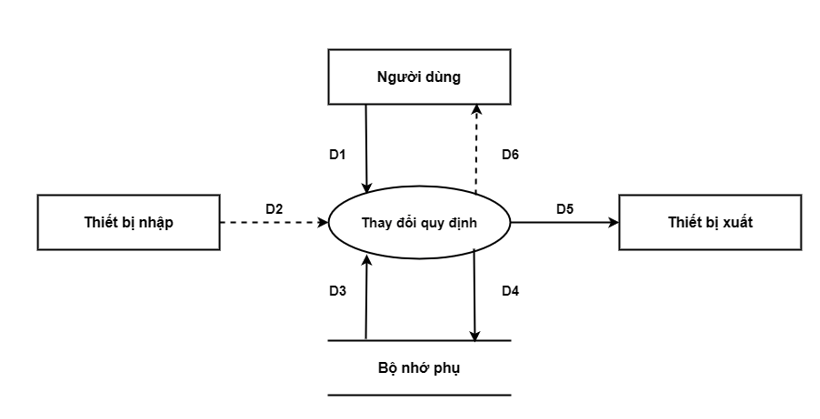 Người dùng
D1
D6
Thiết bị nhập
D2
Thay đổi quy định
D5
Thiết bị xuất
D3
D4
Bộ nhớ phụ